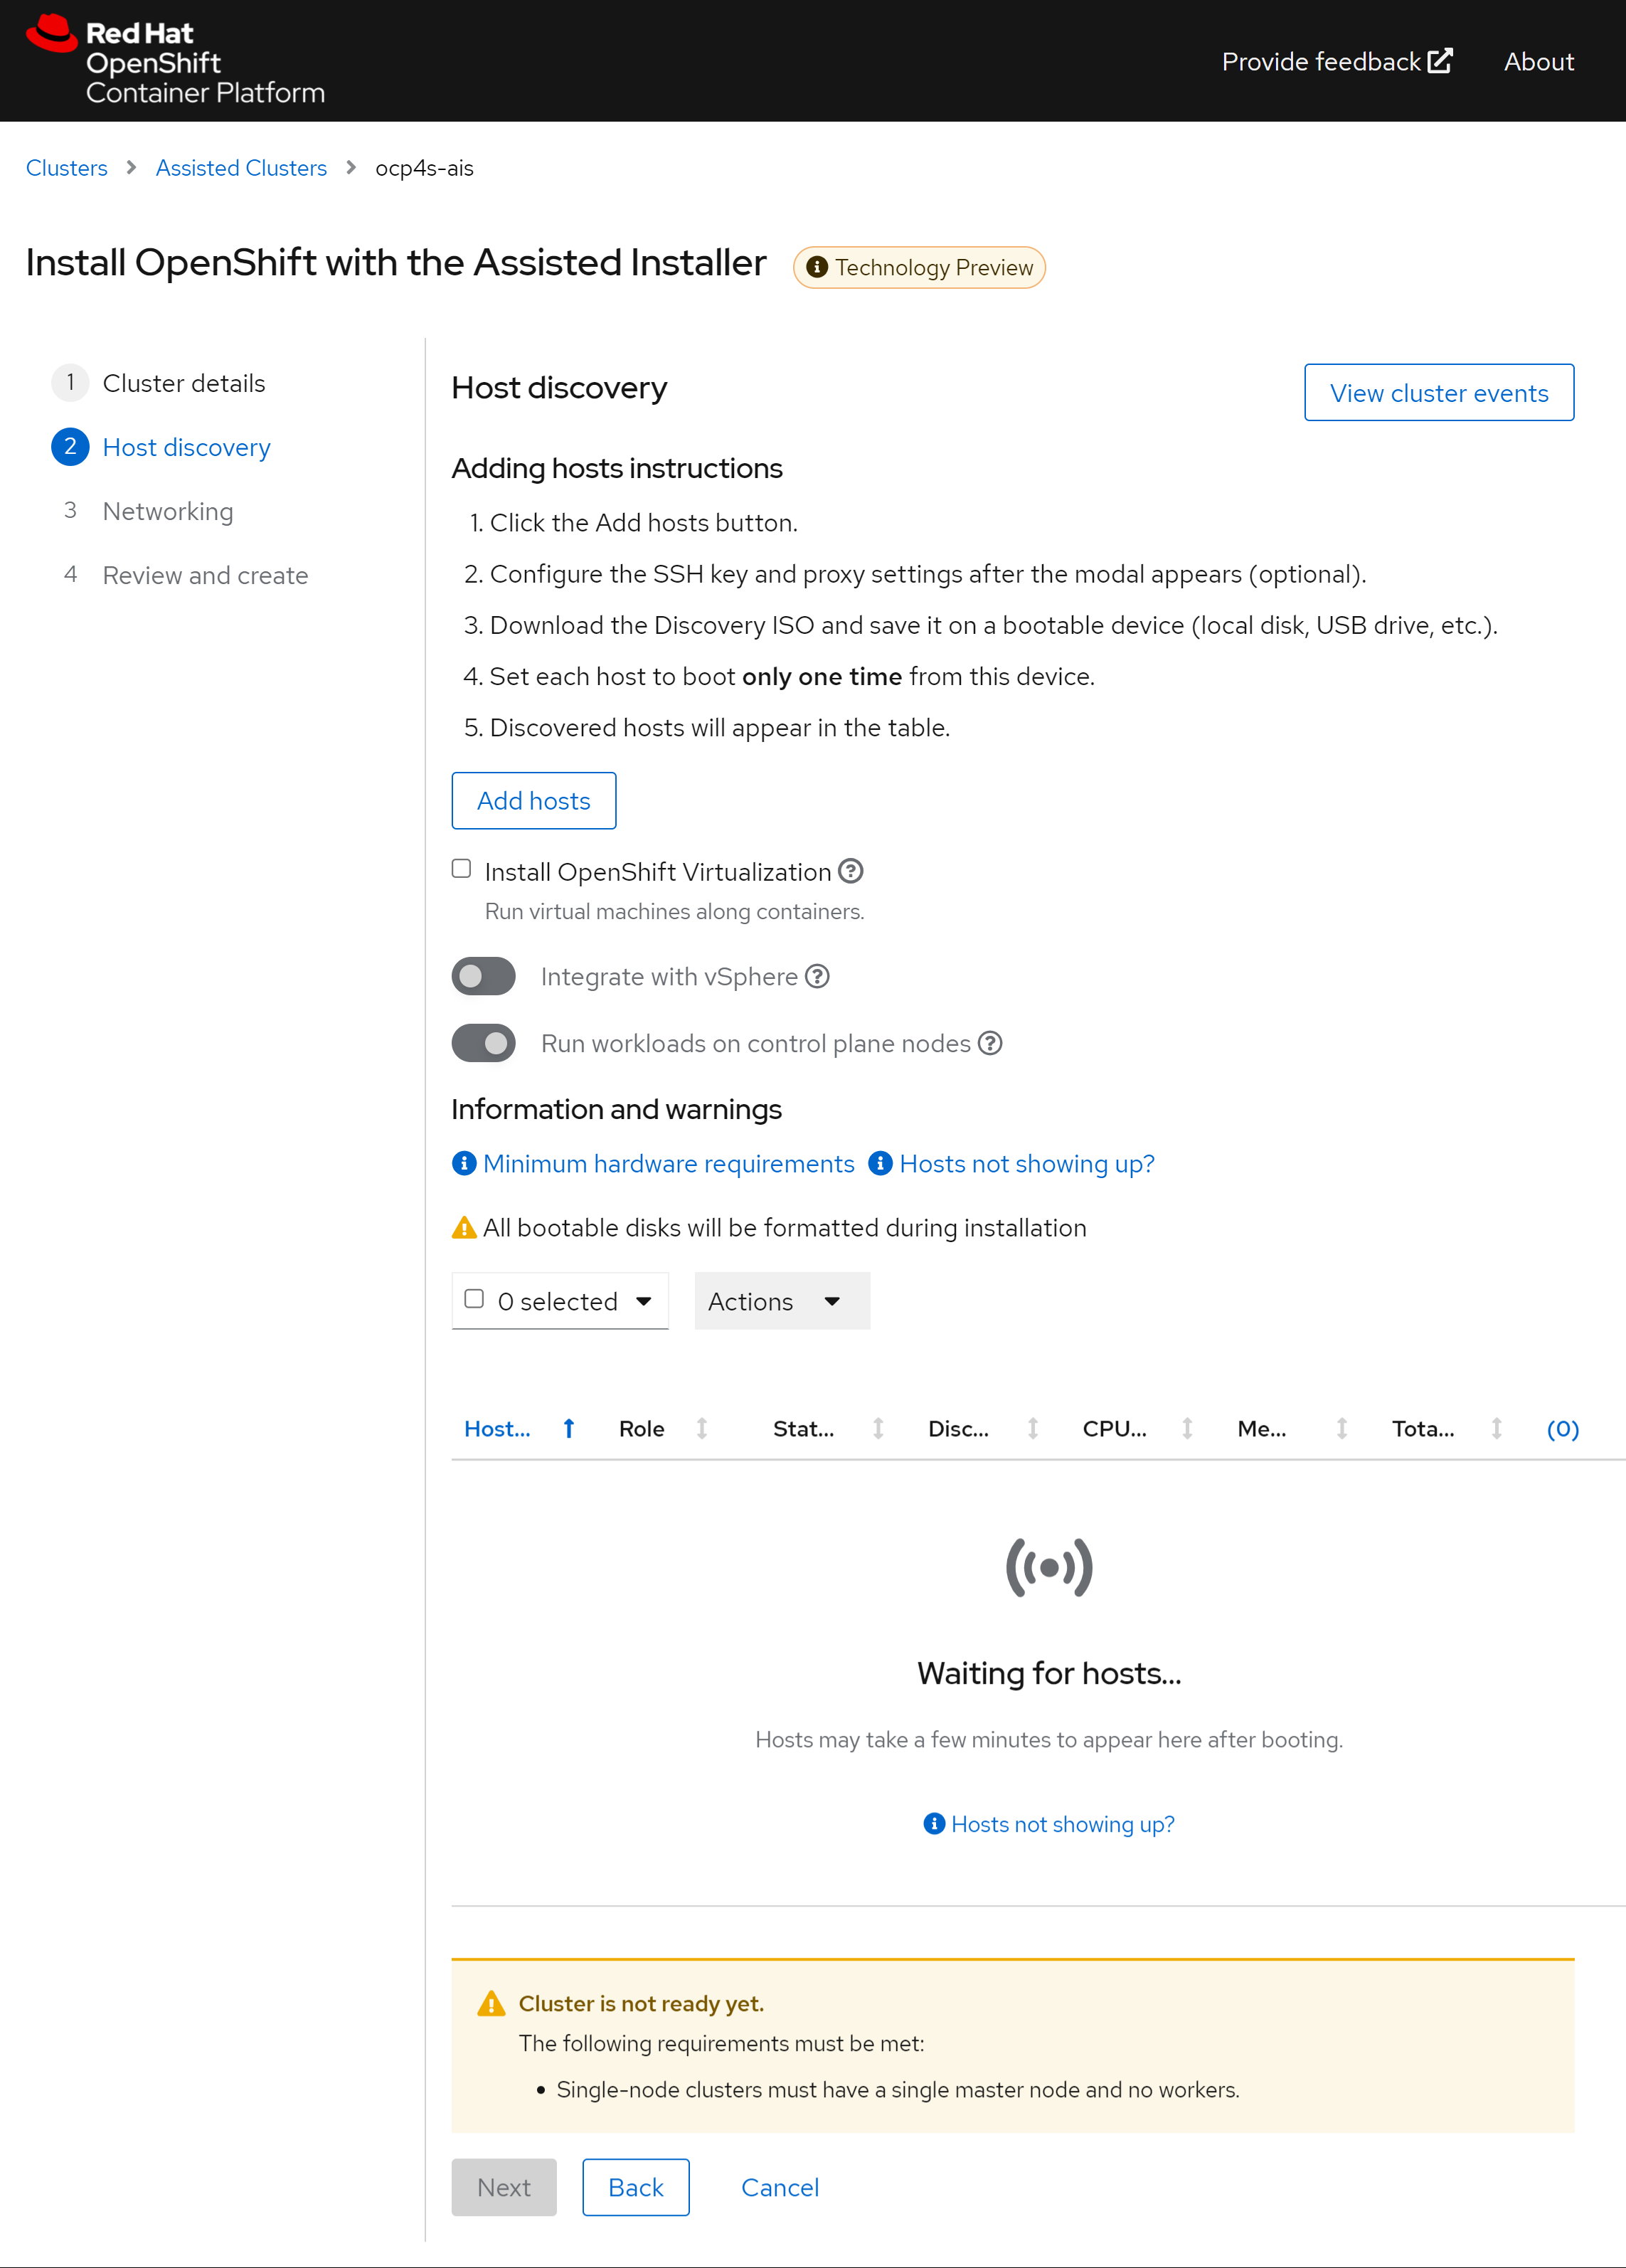 Red Hat
OpenShift
Container Platform
Provide feedback
About
Clusters > Assisted Clusters > ocp4s-ais
Install OpenShift with the Assisted Installer
Technology Preview
1 Cluster details
2 Host discovery
3 Networking
4 Review and create
Host discovery
View cluster events
Adding hosts instructions
1. Click the Add hosts button.
2. Configure the SSH key and proxy settings after the modal appears (optional).
3. Download the Discovery ISO and save it on a bootable device (local disk, USB drive, etc.).
4. Set each host to boot only one time from this device.
5. Discovered hosts will appear in the table.
Add hosts
Install OpenShift Virtualization
Run virtual machines along containers.
Integrate with vSphere
Run workloads on control plane nodes
Information and warnings
Minimum hardware requirements Hosts not showing up?
All bootable disks will be formatted during installation
0 selected Actions
Host... Role Stat... Disc... CPU... Me... Tota... (0)
Waiting for hosts...
Hosts may take a few minutes to appear here after booting.
Hosts not showing up?
Cluster is not ready yet.
The following requirements must be met:
• Single-node clusters must have a single master node and no workers.
Next Back Cancel